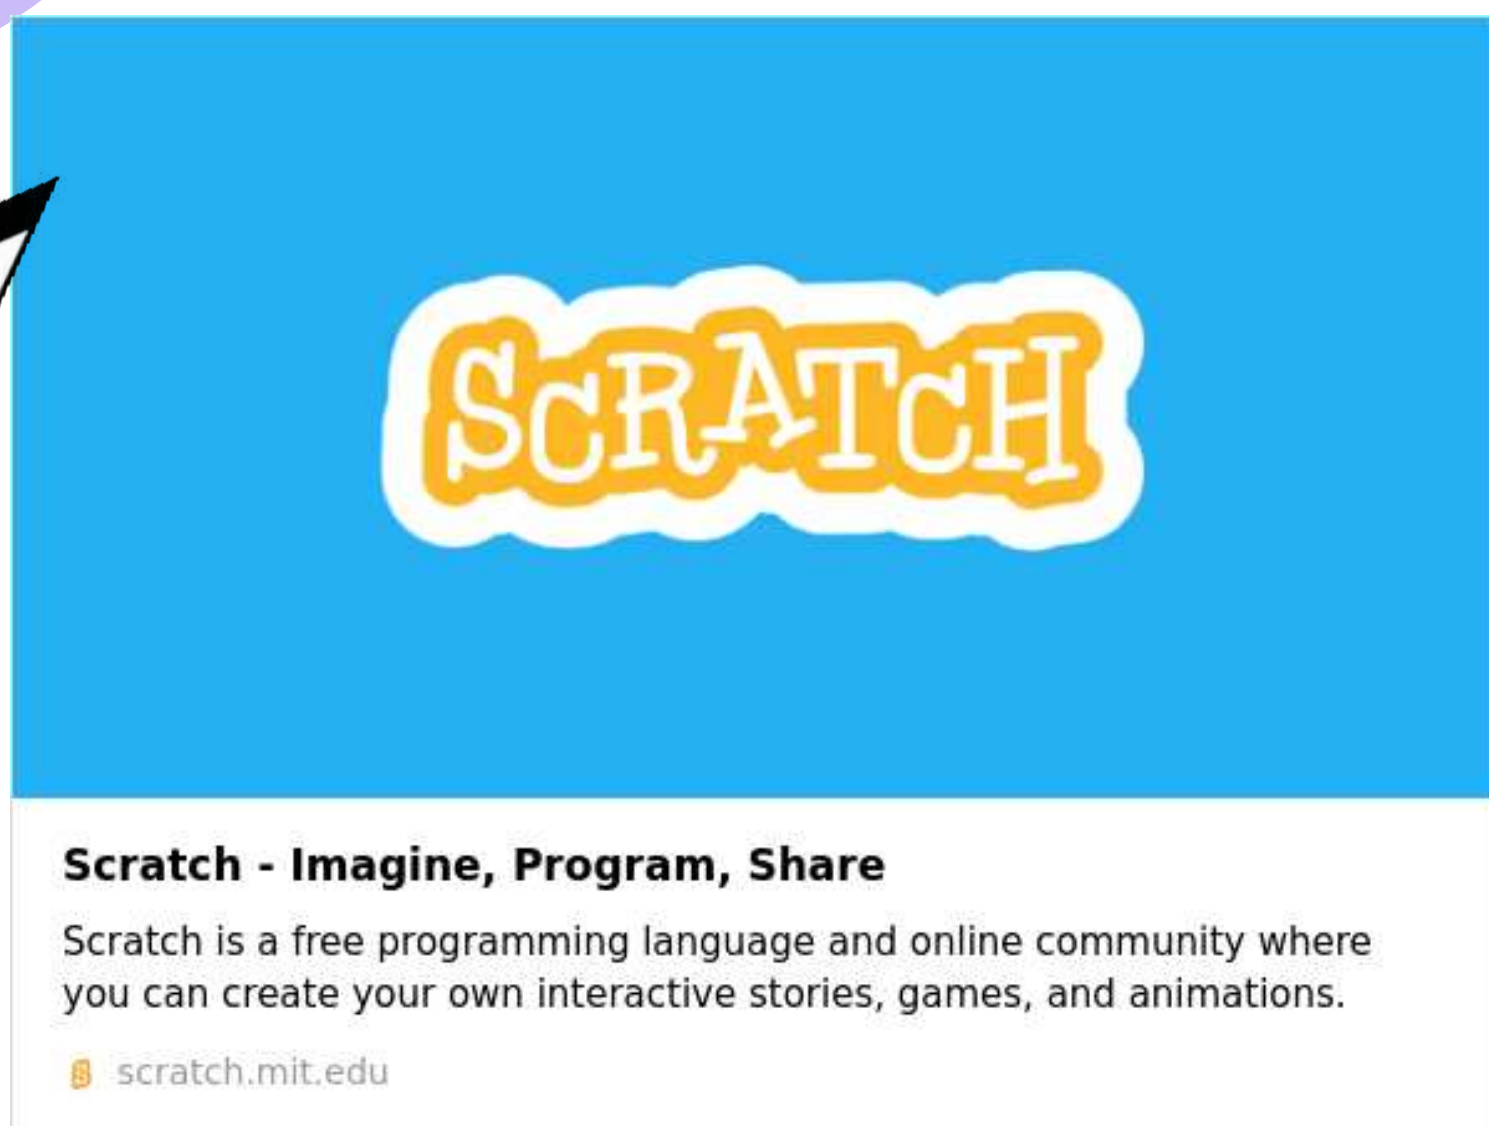 SCRATCH
Scratch - Imagine, Program, Share
Scratch is a free programming language and online community where
you can create your own interactive stories, games, and animations.
S scratch.mit.edu